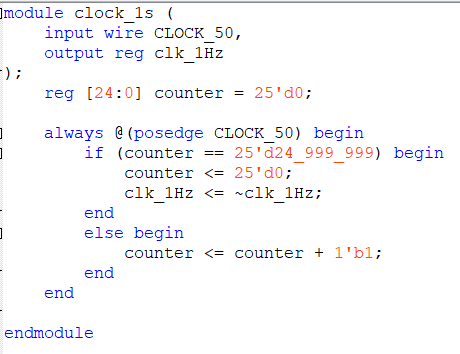 module clock_1s (
    input wire CLOCK_50,
    output reg clk_1Hz
);
    reg [24:0] counter = 25'd0;

    always @(posedge CLOCK_50) begin
        if (counter == 25'd24_999_999) begin
            counter <= 25'd0;
            clk_1Hz <= ~clk_1Hz;
        end
        else begin
            counter <= counter + 1'b1;
        end
    end

endmodule